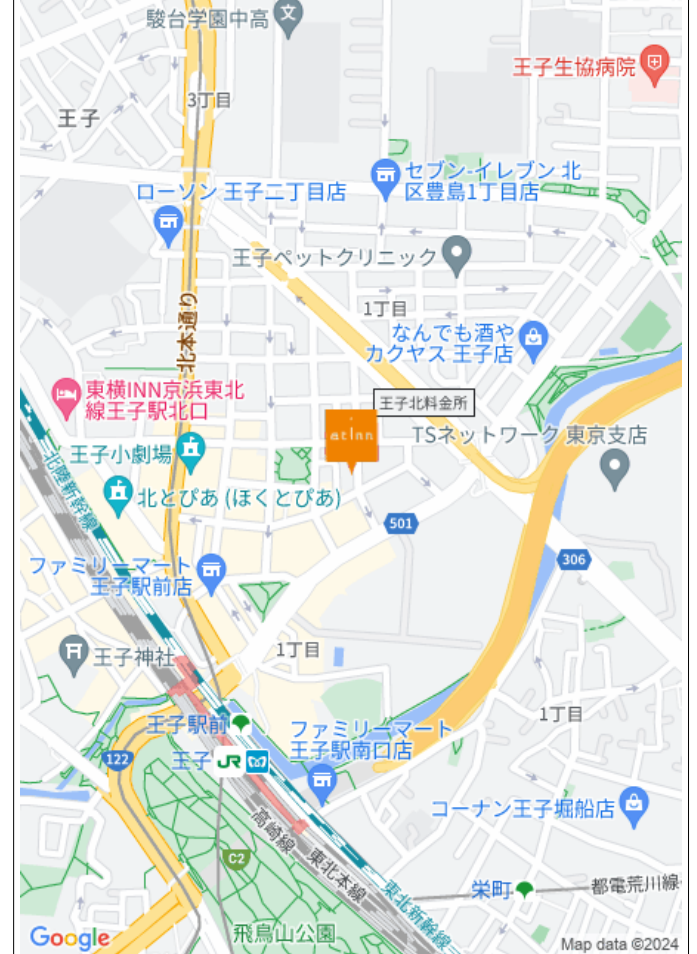 駿台学園中高
王子生協病院
3丁目
王子
セブン-イレブン 北
区豊島1丁目店
ローソン 王子二丁目店
王子ペットクリニック
1丁目
北本通り
なんでも酒や
カクヤス 王子店
東横INN京浜東北
線王子駅北口
王子北料金所
atinn
TSネットワーク 東京支店
王子小劇場
北陸新幹線
北とぴあ (ほくとぴあ)
501
306
ファミリーマート
王子駅前店
1丁目
王子神社
1丁目
王子駅前
ファミリーマート
王子駅南口店
122
王子 JR
コーナン王子堀船店
高崎線
C2
東北本線
東北新幹線
栄町
都電荒川線
飛鳥山公園
Google
Map data ©2024